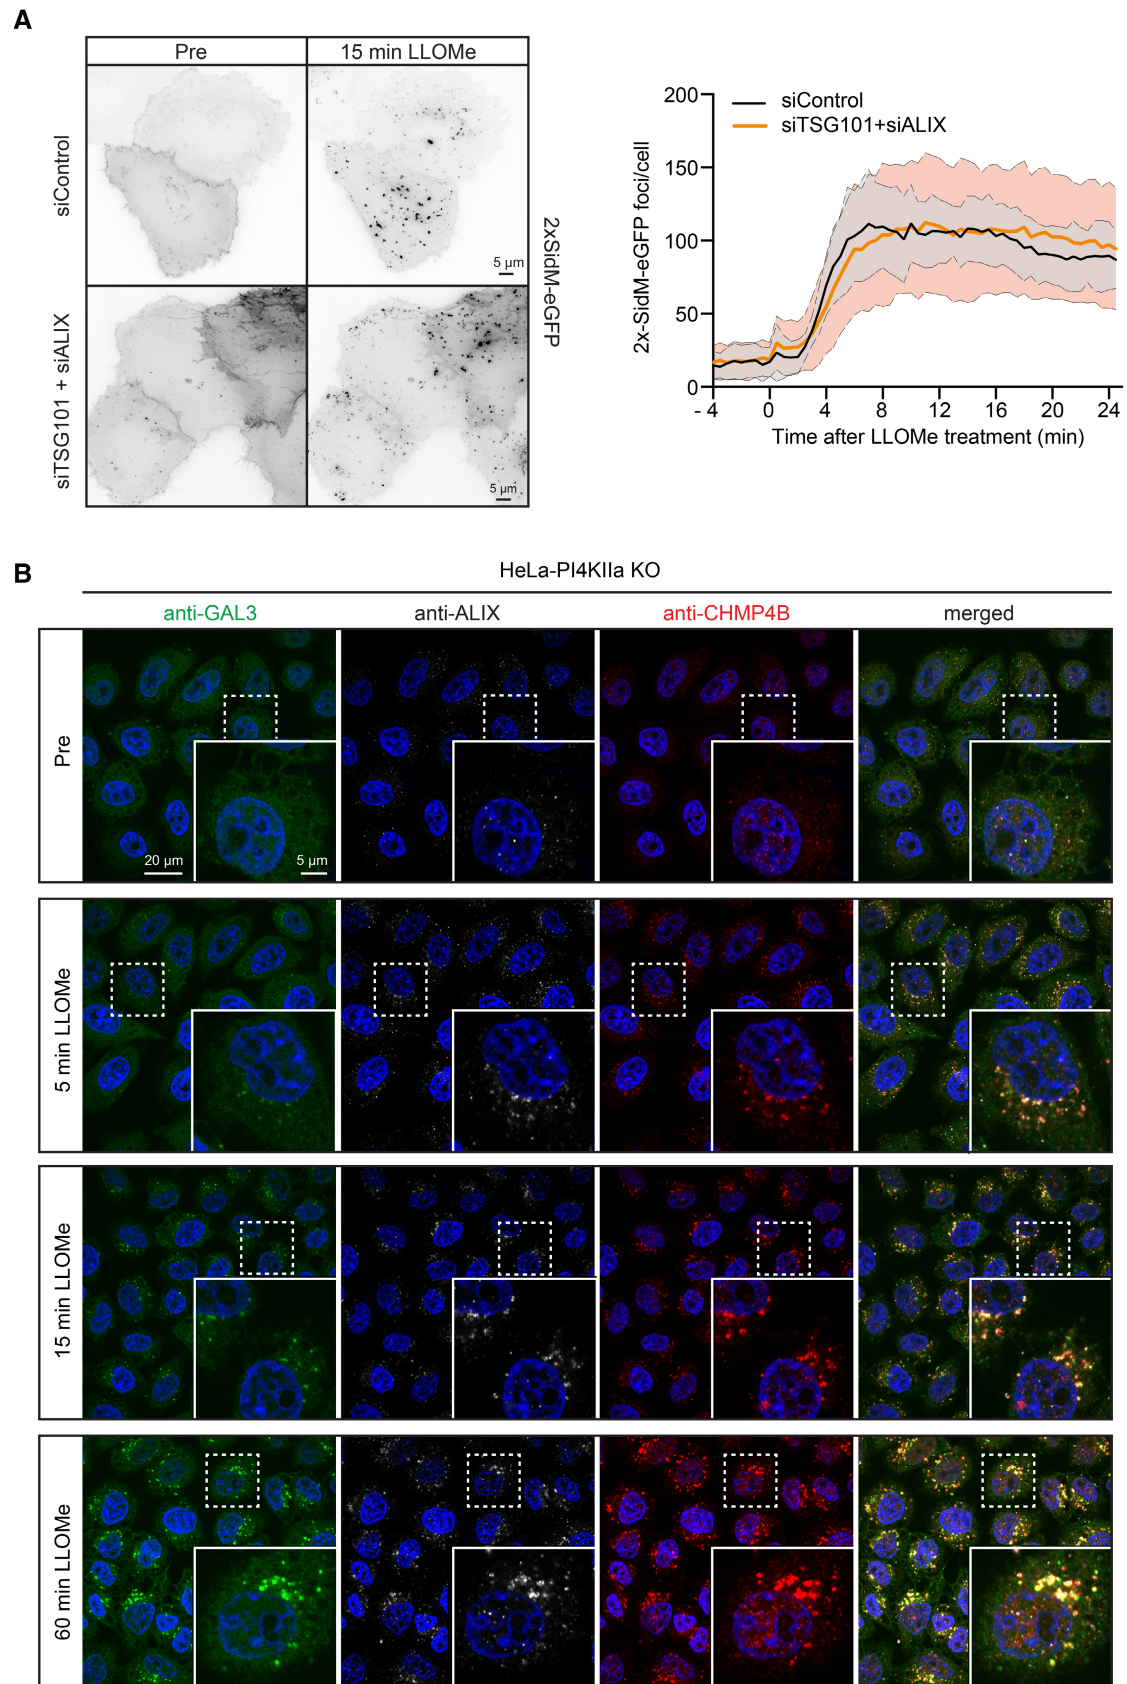 A
Pre
15 min LLOMe
siControl
5 µm
siTSG101 + siALIX
5 µm
2xSidM-eGFP
200
150
100
50
0
2x-SidM-eGFP foci/cell
siControl
siTSG101+siALIX
- 4
0
4
8
12
16
20
24
Time after LLOMe treatment (min)
B
HeLa-PI4KIIa KO
anti-GAL3
anti-ALIX
anti-CHMP4B
merged
Pre
20 µm
5 µm
5 min LLOMe
15 min LLOMe
60 min LLOMe